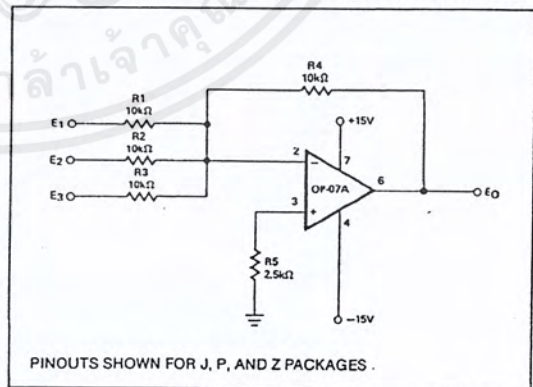 R4
10kΩ
R1
10kΩ
E1
+15V
R2
10kΩ
E2
2
7
OP-07A
6
EO
R3
10kΩ
E3
3
4
R5
2.5kΩ
−15V
PINOUTS SHOWN FOR J, P, AND Z PACKAGES .